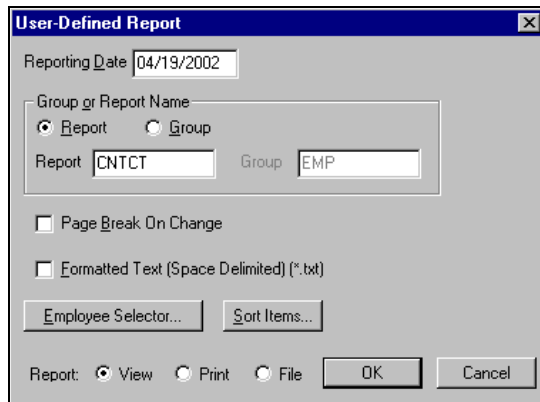 User-Defined Report
Reporting Date 04/19/2002
Group or Report Name
Report Group
Report CNTCT Group EMP
Page Break On Change
Formatted Text (Space Delimited) (*.txt)
Employee Selector... Sort Items...
Report: View Print File OK Cancel